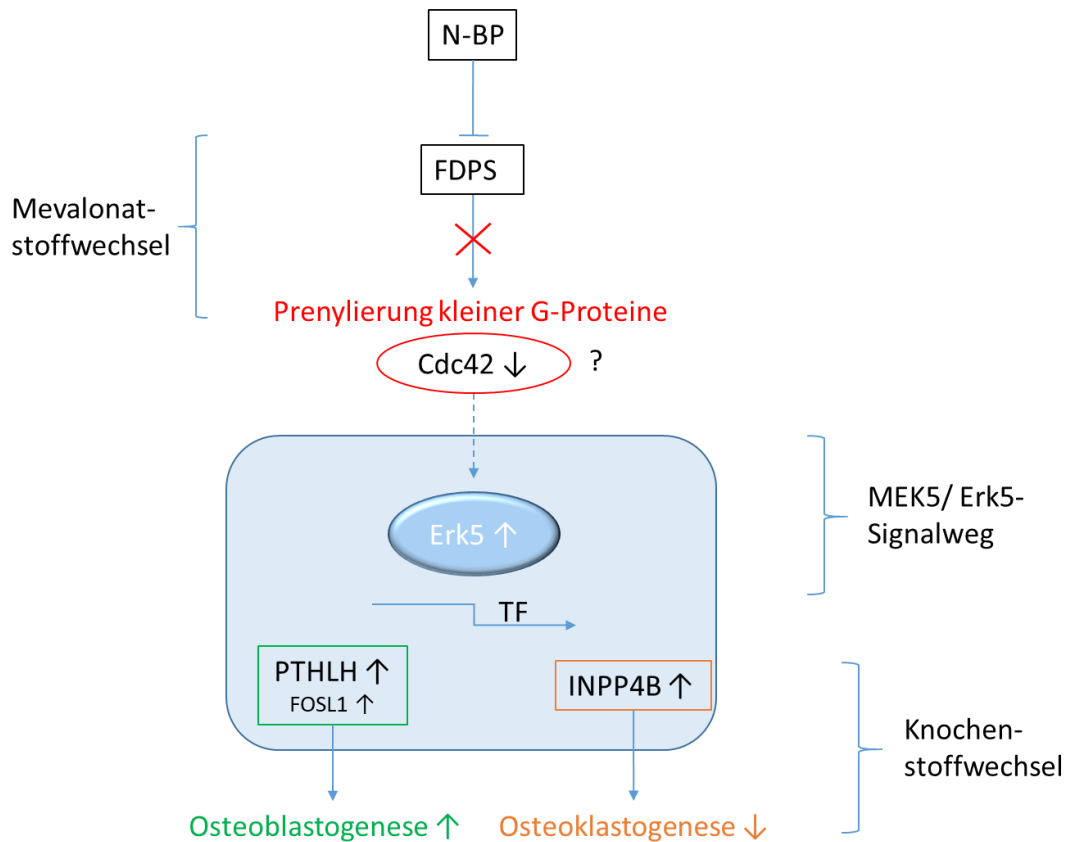 N-BP
FDPS
Mevalonat-
stoffwechsel
Prenylierung kleiner G-Proteine
Cdc42 ↓ ?
Erk5 ↑
MEK5/ Erk5-
Signalweg
TF
PTHLH ↑
FOSL1 ↑
INPP4B ↑
Knochen-
stoffwechsel
Osteoblastogenese ↑
Osteoklastogenese ↓